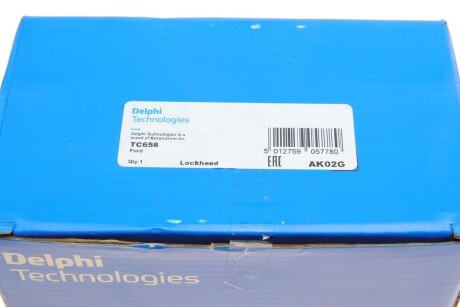 Delphi
Technologies
Delphi Technologies is a
brand of BorgWarner Inc.
TC658
Ford
Qty 1
Lockheed
5 012759 057780
EAC
AK02G
Delphi
Technologies